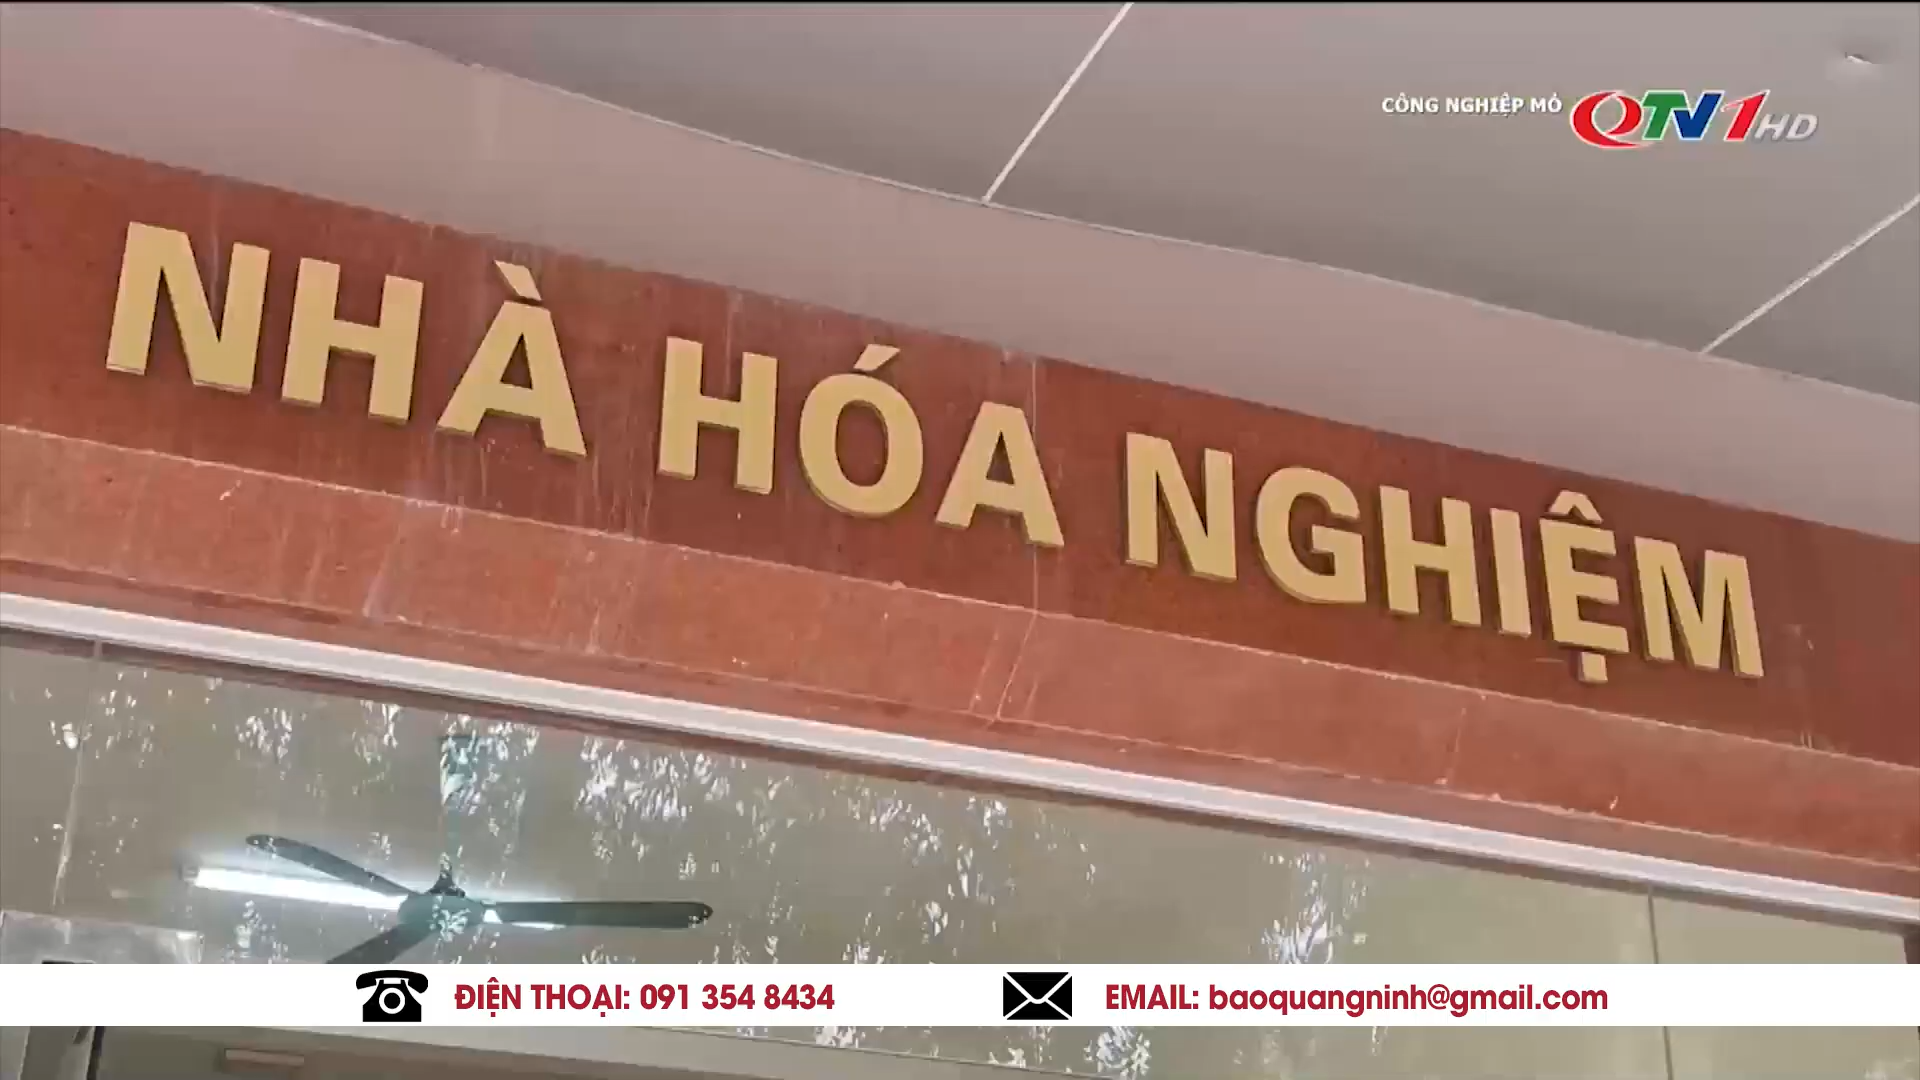 CÔNG NGHIỆP MỎ QTV1HD
NHÀ HÓA NGHIỆM
ĐIỆN THOẠI: 091 354 8434 EMAIL: baoquangninh@gmail.com